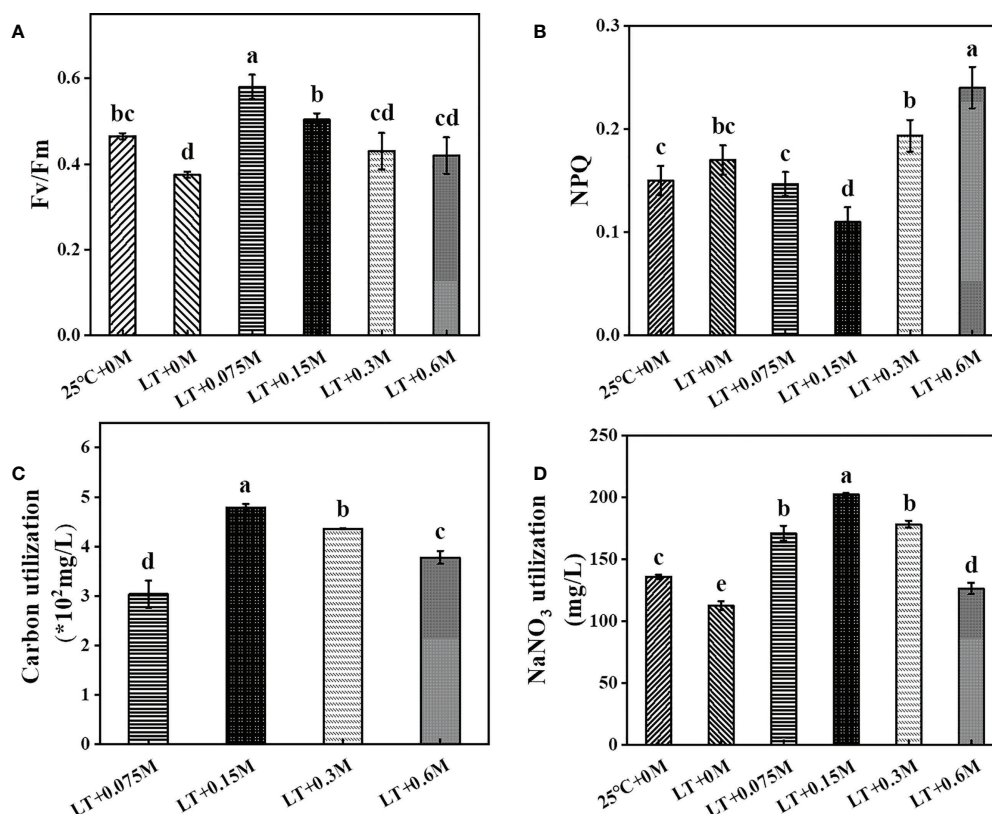 A
Fv/Fm
0.6
0.4
0.2
0.0
bc
d
a
b
cd
cd
25°C+0M
LT+0M
LT+0.075M
LT+0.15M
LT+0.3M
LT+0.6M
B
NPQ
0.3
0.2
0.1
0.0
c
bc
c
d
b
a
25°C+0M
LT+0M
LT+0.075M
LT+0.15M
LT+0.3M
LT+0.6M
C
Carbon utilization
(*10²mg/L)
6
5
4
3
2
1
0
d
a
b
c
LT+0.075M
LT+0.15M
LT+0.3M
LT+0.6M
D
NaNO₃ utilization
(mg/L)
250
200
150
100
50
0
c
e
b
a
b
d
25°C+0M
LT+0M
LT+0.075M
LT+0.15M
LT+0.3M
LT+0.6M